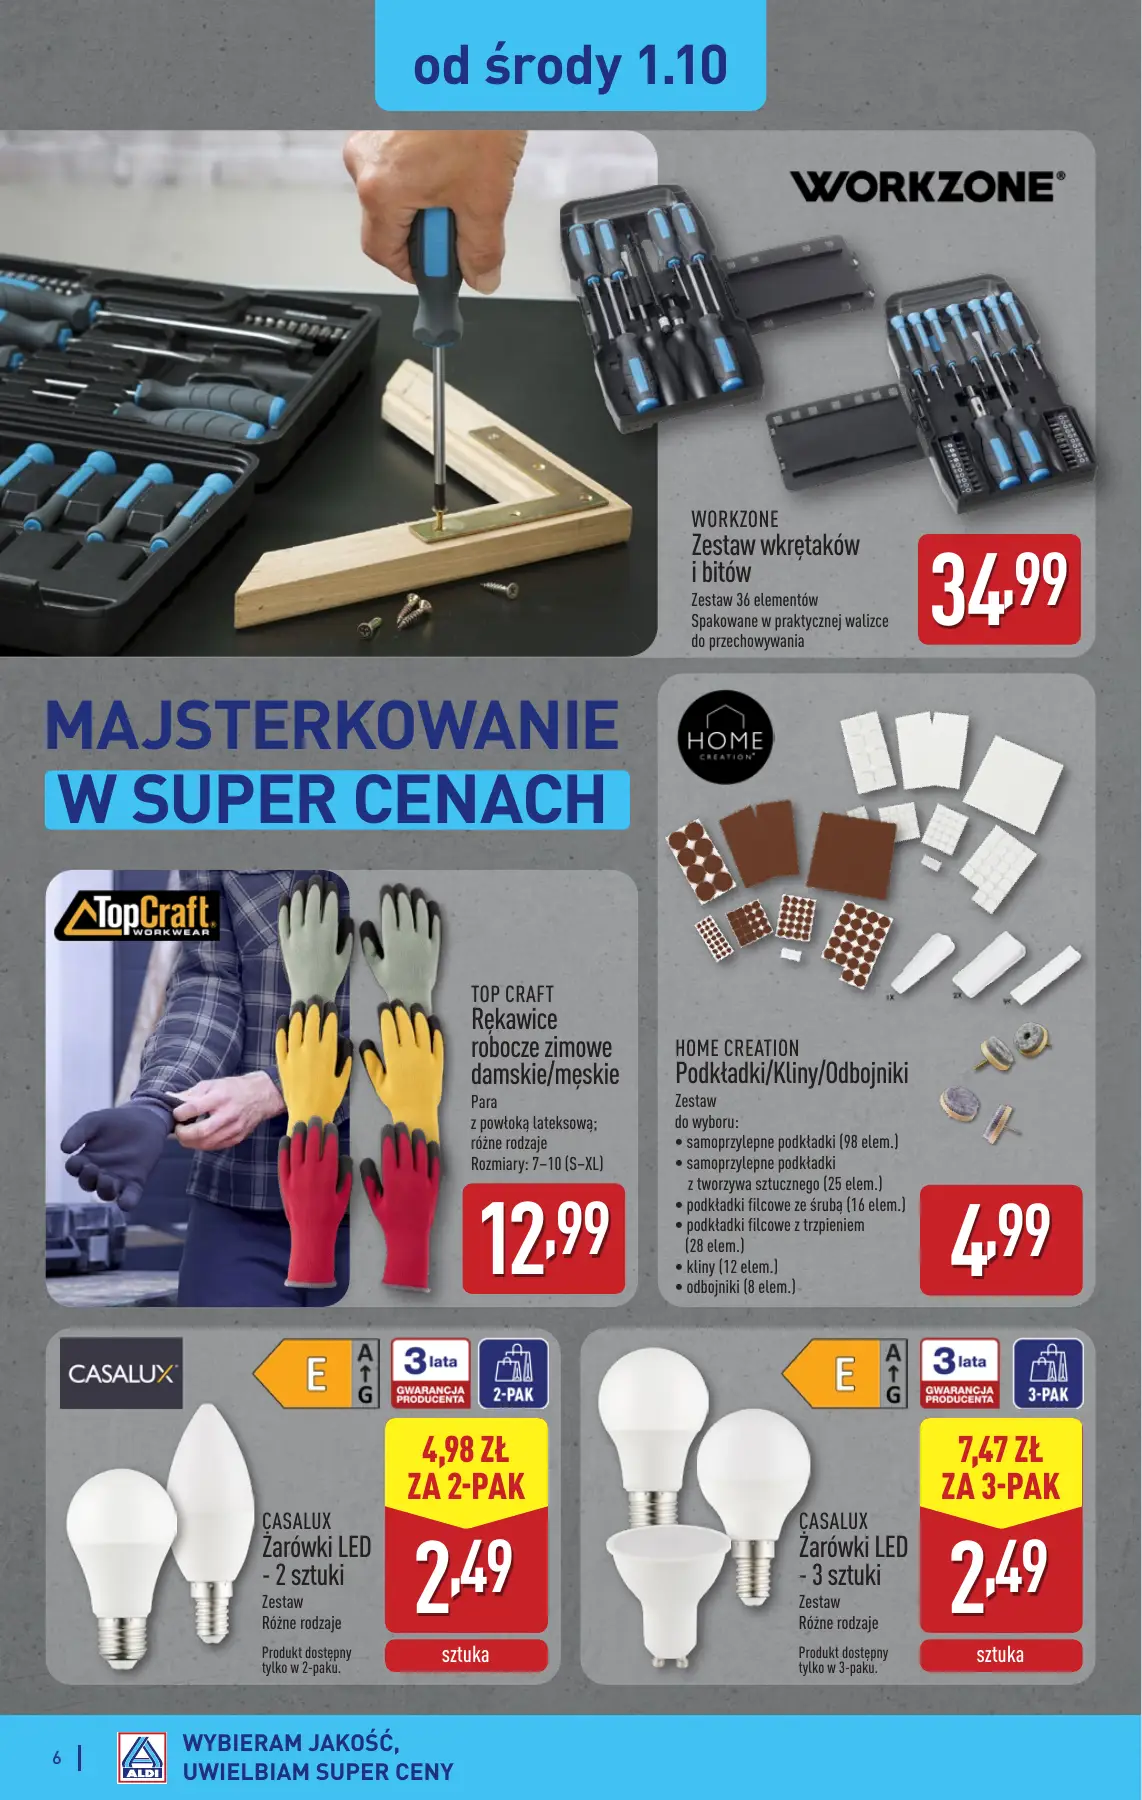 od środy 1.10
WORKZONE®
WORKZONE
Zestaw wkrętaków
i bitów
Zestaw 36 elementów
Spakowane w praktycznej walizce
do przechowywania
34,99
MAJSTERKOWANIE
W SUPER CENACH
HOME
CREATION®
TopCraft®
WORKWEAR
TOP CRAFT
Rękawice
robocze zimowe
damskie/męskie
Para
z powłoką lateksową;
różne rodzaje
Rozmiary: 7–10 (S–XL)
12,99
1X
2X
9X
HOME CREATION
Podkładki/Kliny/Odbojniki
Zestaw
do wyboru:
• samoprzylepne podkładki (98 elem.)
• samoprzylepne podkładki
z tworzywa sztucznego (25 elem.)
• podkładki filcowe ze śrubą (16 elem.)
• podkładki filcowe z trzpieniem
(28 elem.)
• kliny (12 elem.)
• odbojniki (8 elem.)
4,99
CASALUX®
E
A
G
3 lata
GWARANCJA
PRODUCENTA
2-PAK
4,98 ZŁ
ZA 2-PAK
CASALUX
Żarówki LED
- 2 sztuki
Zestaw
Różne rodzaje
Produkt dostępny
tylko w 2-paku.
2,49
sztuka
E
A
G
3 lata
GWARANCJA
PRODUCENTA
3-PAK
7,47 ZŁ
ZA 3-PAK
CASALUX
Żarówki LED
- 3 sztuki
Zestaw
Różne rodzaje
Produkt dostępny
tylko w 3-paku.
2,49
sztuka
6
ALDI
WYBIERAM JAKOŚĆ,
UWIELBIAM SUPER CENY